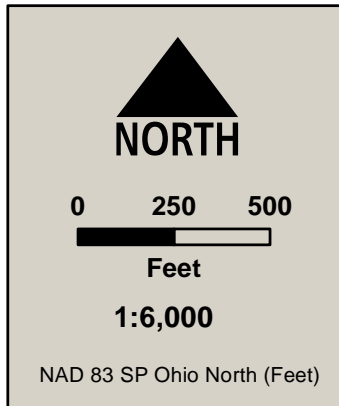 NORTH
0 250 500
Feet
1:6,000
NAD 83 SP Ohio North (Feet)